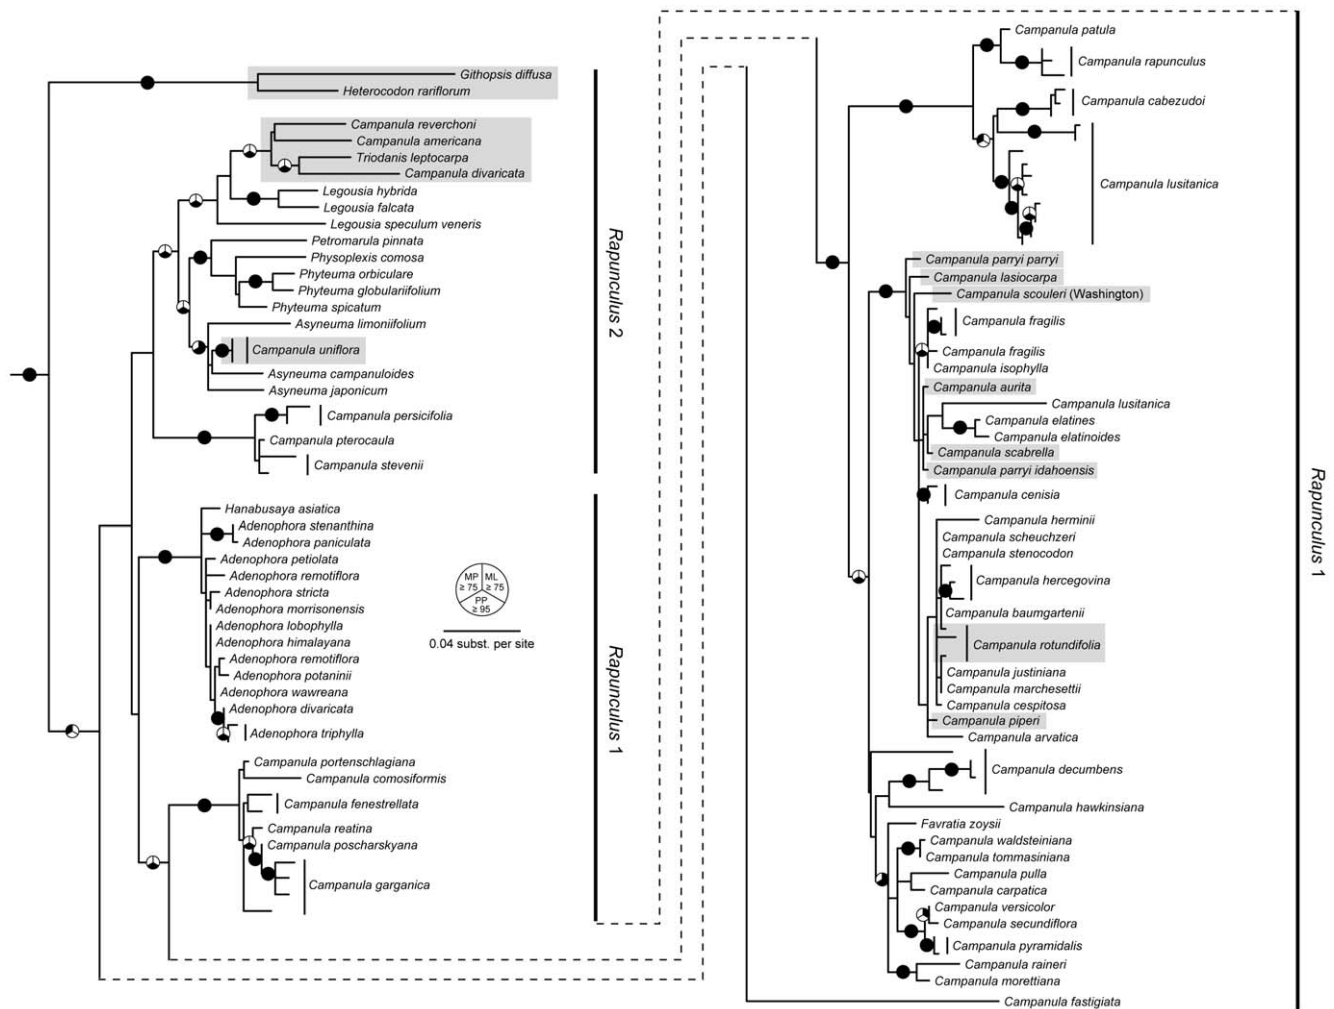 Githopsis diffusa
Heterocodon rariflorum
Campanula reverchoni
Campanula americana
Triodanis leptocarpa
Campanula divaricata
Legousia hybrida
Legousia falcata
Legousia speculum veneris
Petromarula pinnata
Physoplexis comosa
Phyteuma orbiculare
Phyteuma globulariifolium
Phyteuma spicatum
Asyneuma limoniifolium
Campanula uniflora
Asyneuma campanuloides
Asyneuma japonicum
Campanula persicifolia
Campanula pterocaula
Campanula stevenii
Rapunculus 2
Hanabusaya asiatica
Adenophora stenanthina
Adenophora paniculata
Adenophora petiolata
Adenophora remotiflora
Adenophora stricta
Adenophora morrisonensis
Adenophora lobophylla
Adenophora himalayana
Adenophora remotiflora
Adenophora potaninii
Adenophora wawreana
Adenophora divaricata
Adenophora triphylla
Campanula portenschlagiana
Campanula comosiformis
Campanula fenestrellata
Campanula reatina
Campanula poscharskyana
Campanula garganica
Rapunculus 1
MP ML
≥ 75 ≥ 75
PP
≥ 95
0.04 subst. per site
Campanula patula
Campanula rapunculus
Campanula cabezudoi
Campanula lusitanica
Campanula parryi parryi
Campanula lasiocarpa
Campanula scouleri (Washington)
Campanula fragilis
Campanula fragilis
Campanula isophylla
Campanula aurita
Campanula lusitanica
Campanula elatines
Campanula elatinoides
Campanula scabrella
Campanula parryi idahoensis
Campanula cenisia
Campanula herminii
Campanula scheuchzeri
Campanula stenocodon
Campanula hercegovina
Campanula baumgartenii
Campanula rotundifolia
Campanula justiniana
Campanula marchesettii
Campanula cespitosa
Campanula piperi
Campanula arvatica
Campanula decumbens
Campanula hawkinsiana
Favratia zoysii
Campanula waldsteiniana
Campanula tommasiniana
Campanula pulla
Campanula carpatica
Campanula versicolor
Campanula secundiflora
Campanula pyramidalis
Campanula raineri
Campanula morettiana
Campanula fastigiata
Rapunculus 1